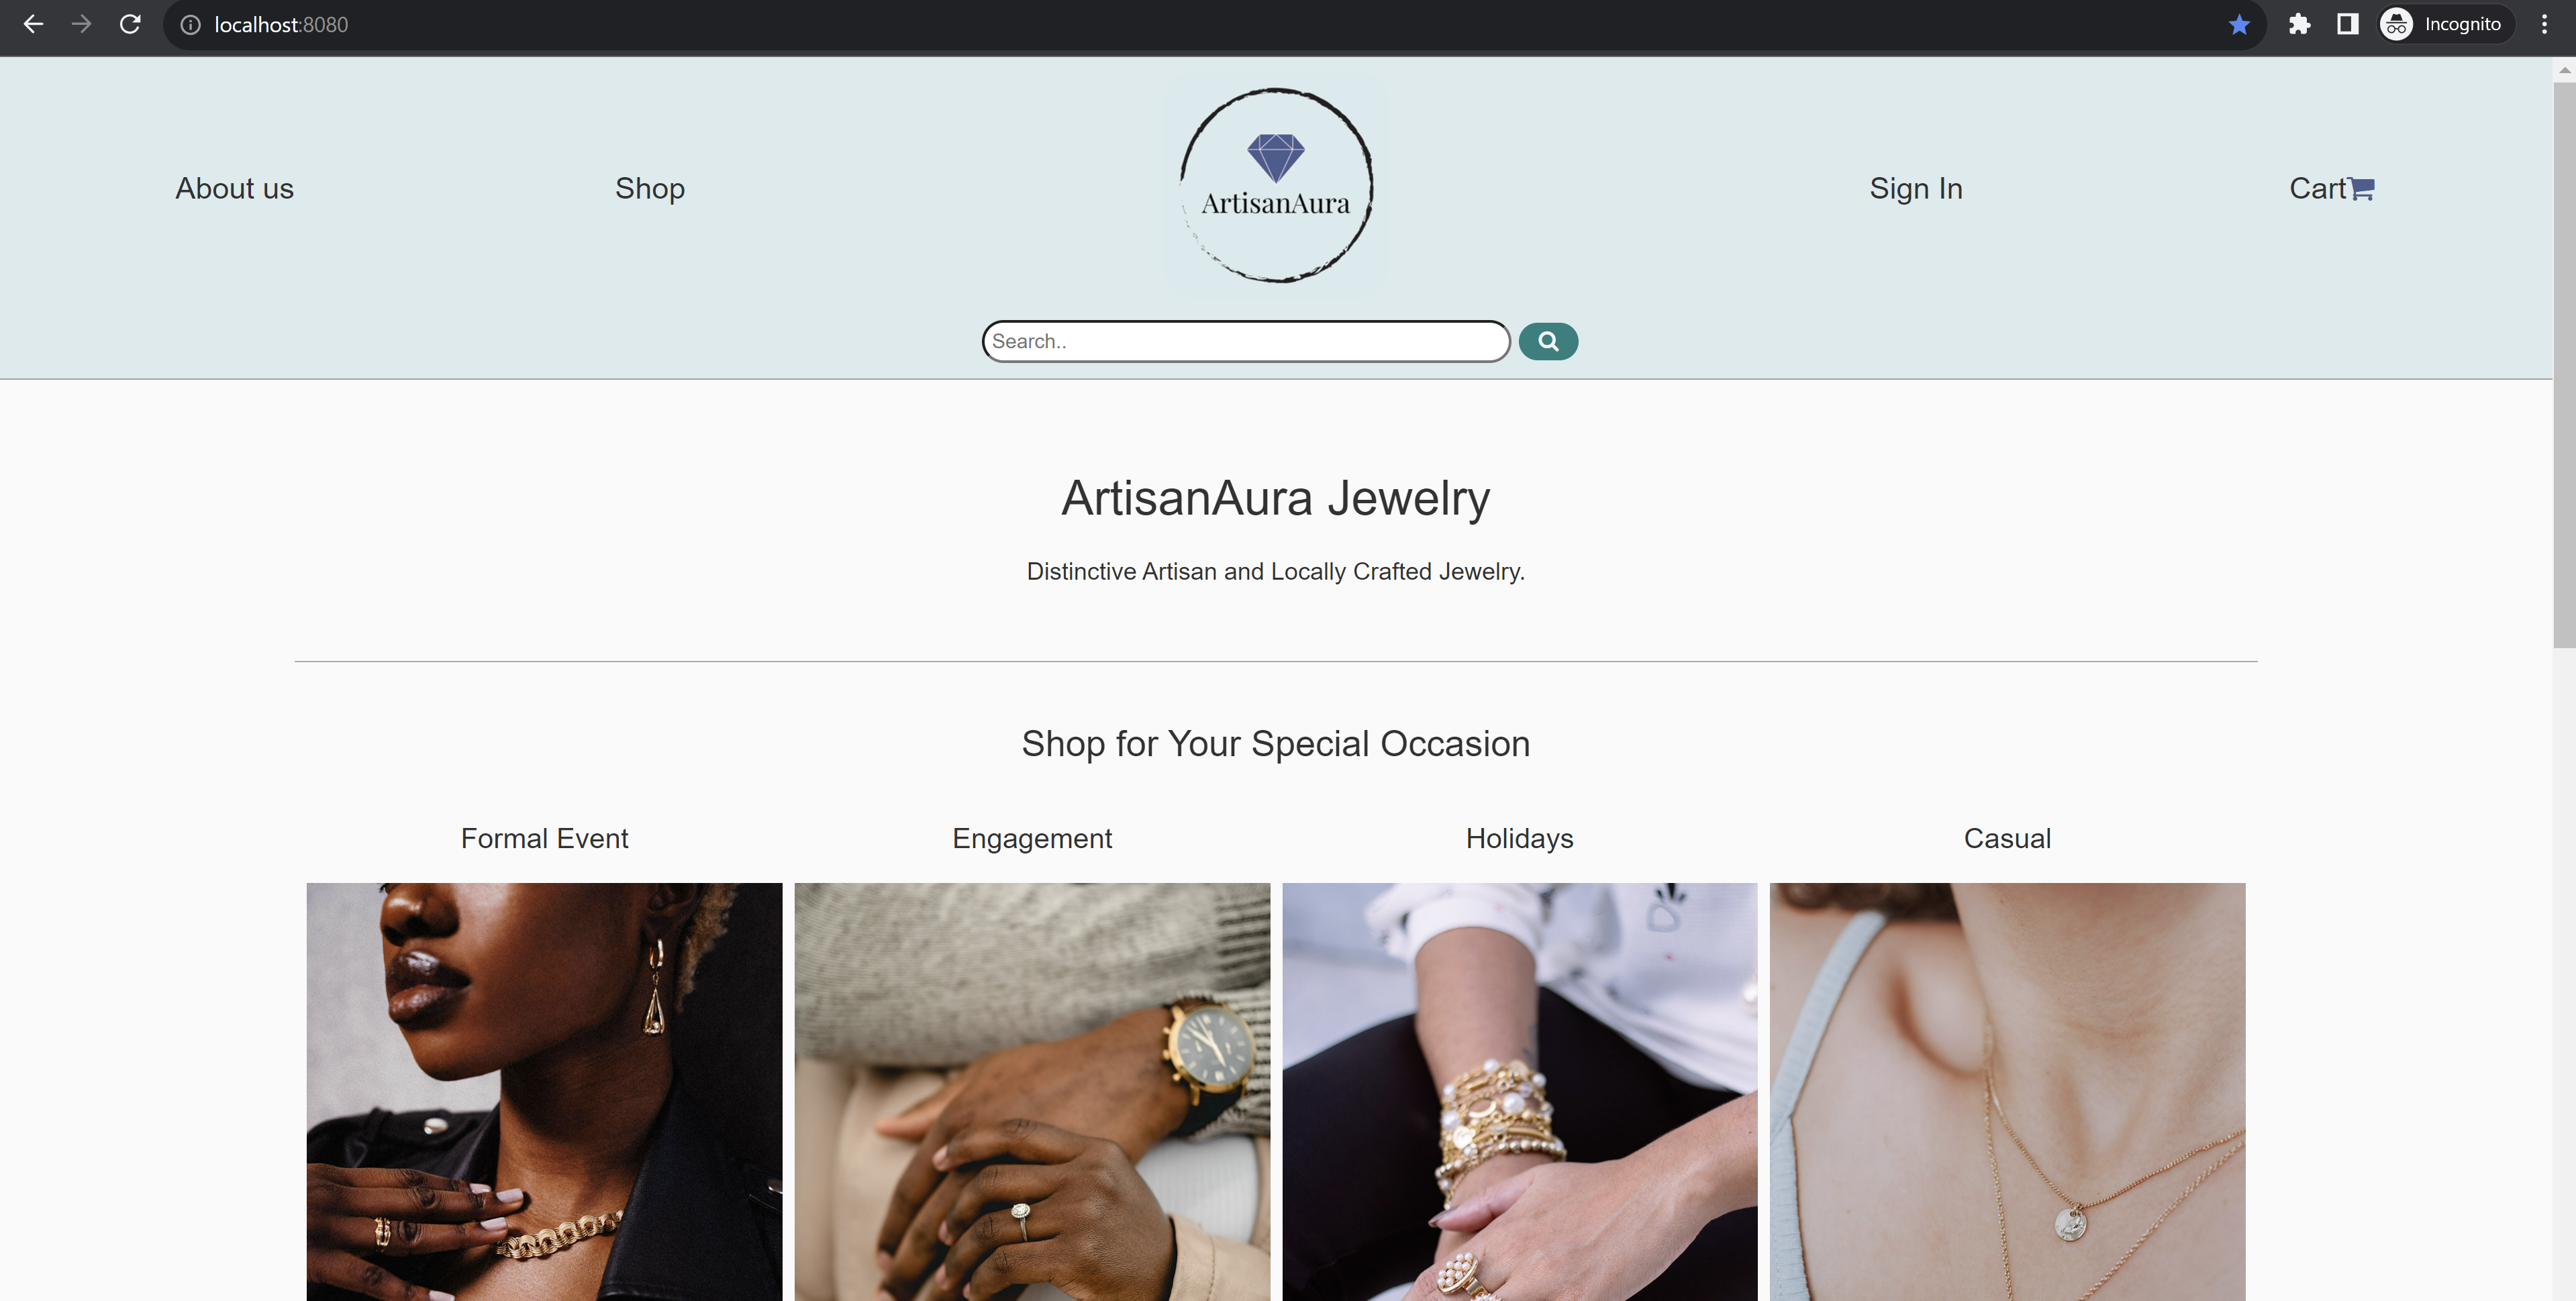 localhost:8080
Incognito
About us
Shop
ArtisanAura
Sign In
Cart
Search..
ArtisanAura Jewelry
Distinctive Artisan and Locally Crafted Jewelry.
Shop for Your Special Occasion
Formal Event
Engagement
Holidays
Casual